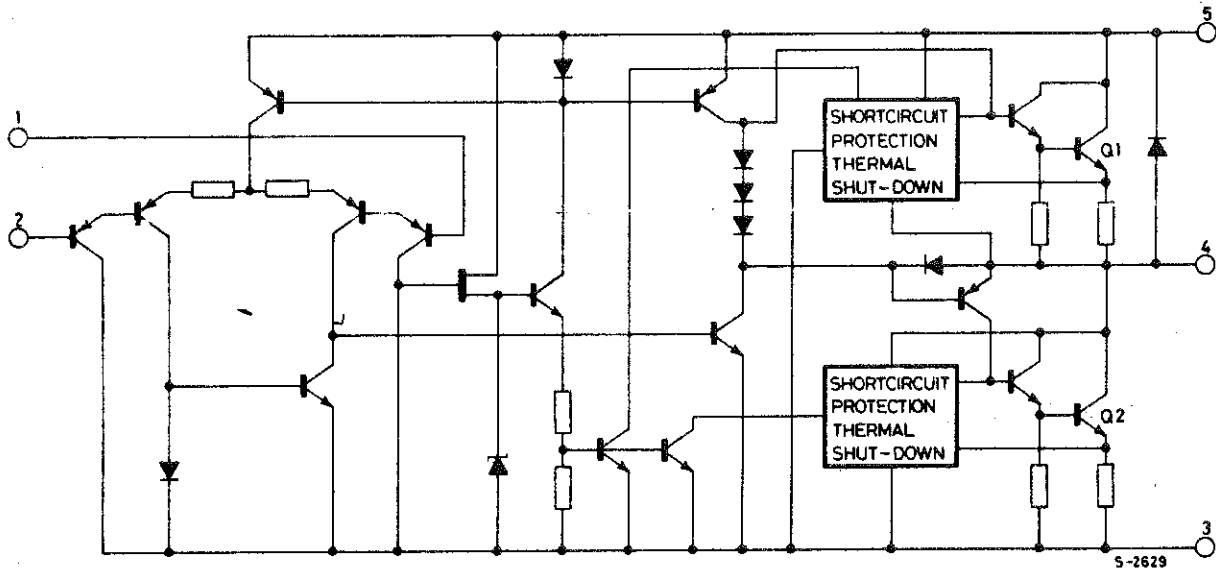 5
1
SHORTCIRCUIT
PROTECTION
THERMAL
SHUT-DOWN
Q1
2
4
SHORTCIRCUIT
PROTECTION
THERMAL
SHUT-DOWN
Q2
3
S-2629